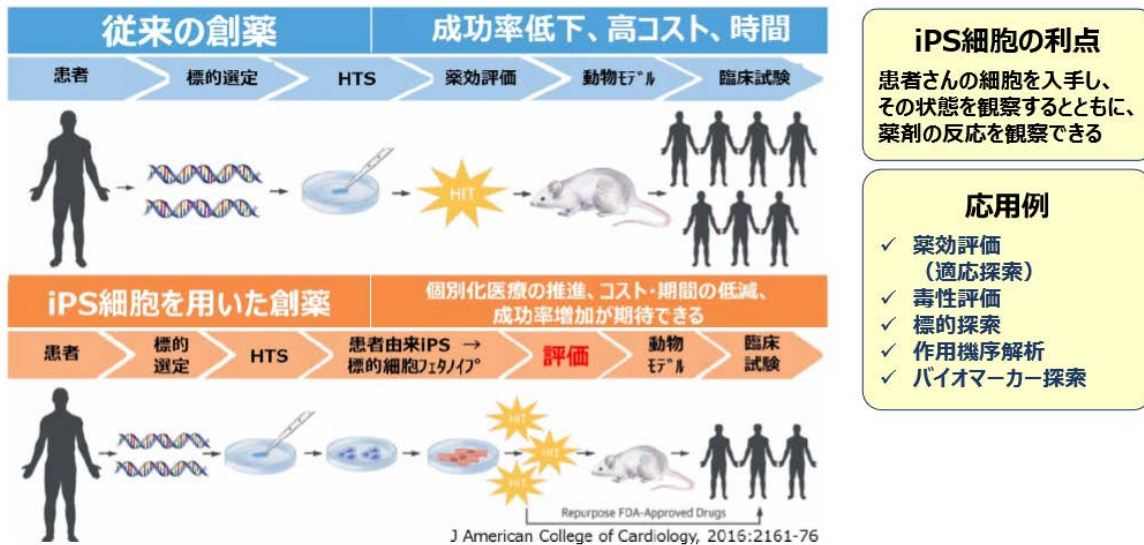 従来の創薬
成功率低下、高コスト、時間
患者
標的選定
HTS
薬効評価
動物ﾓﾃﾞﾙ
臨床試験
HIT
iPS細胞を用いた創薬
個別化医療の推進、コスト・期間の低減、
成功率増加が期待できる
患者
標的
選定
HTS
患者由来iPS →
標的細胞ﾌｪﾀﾉｲﾌﾟ
評価
動物
ﾓﾃﾞﾙ
臨床
試験
HIT
HIT
HIT
Repurpose FDA-Approved Drugs
J American College of Cardiology, 2016:2161-76
iPS細胞の利点
患者さんの細胞を入手し、
その状態を観察するとともに、
薬剤の反応を観察できる
応用例
✓ 薬効評価
（適応探索）
✓ 毒性評価
✓ 標的探索
✓ 作用機序解析
✓ バイオマーカー探索